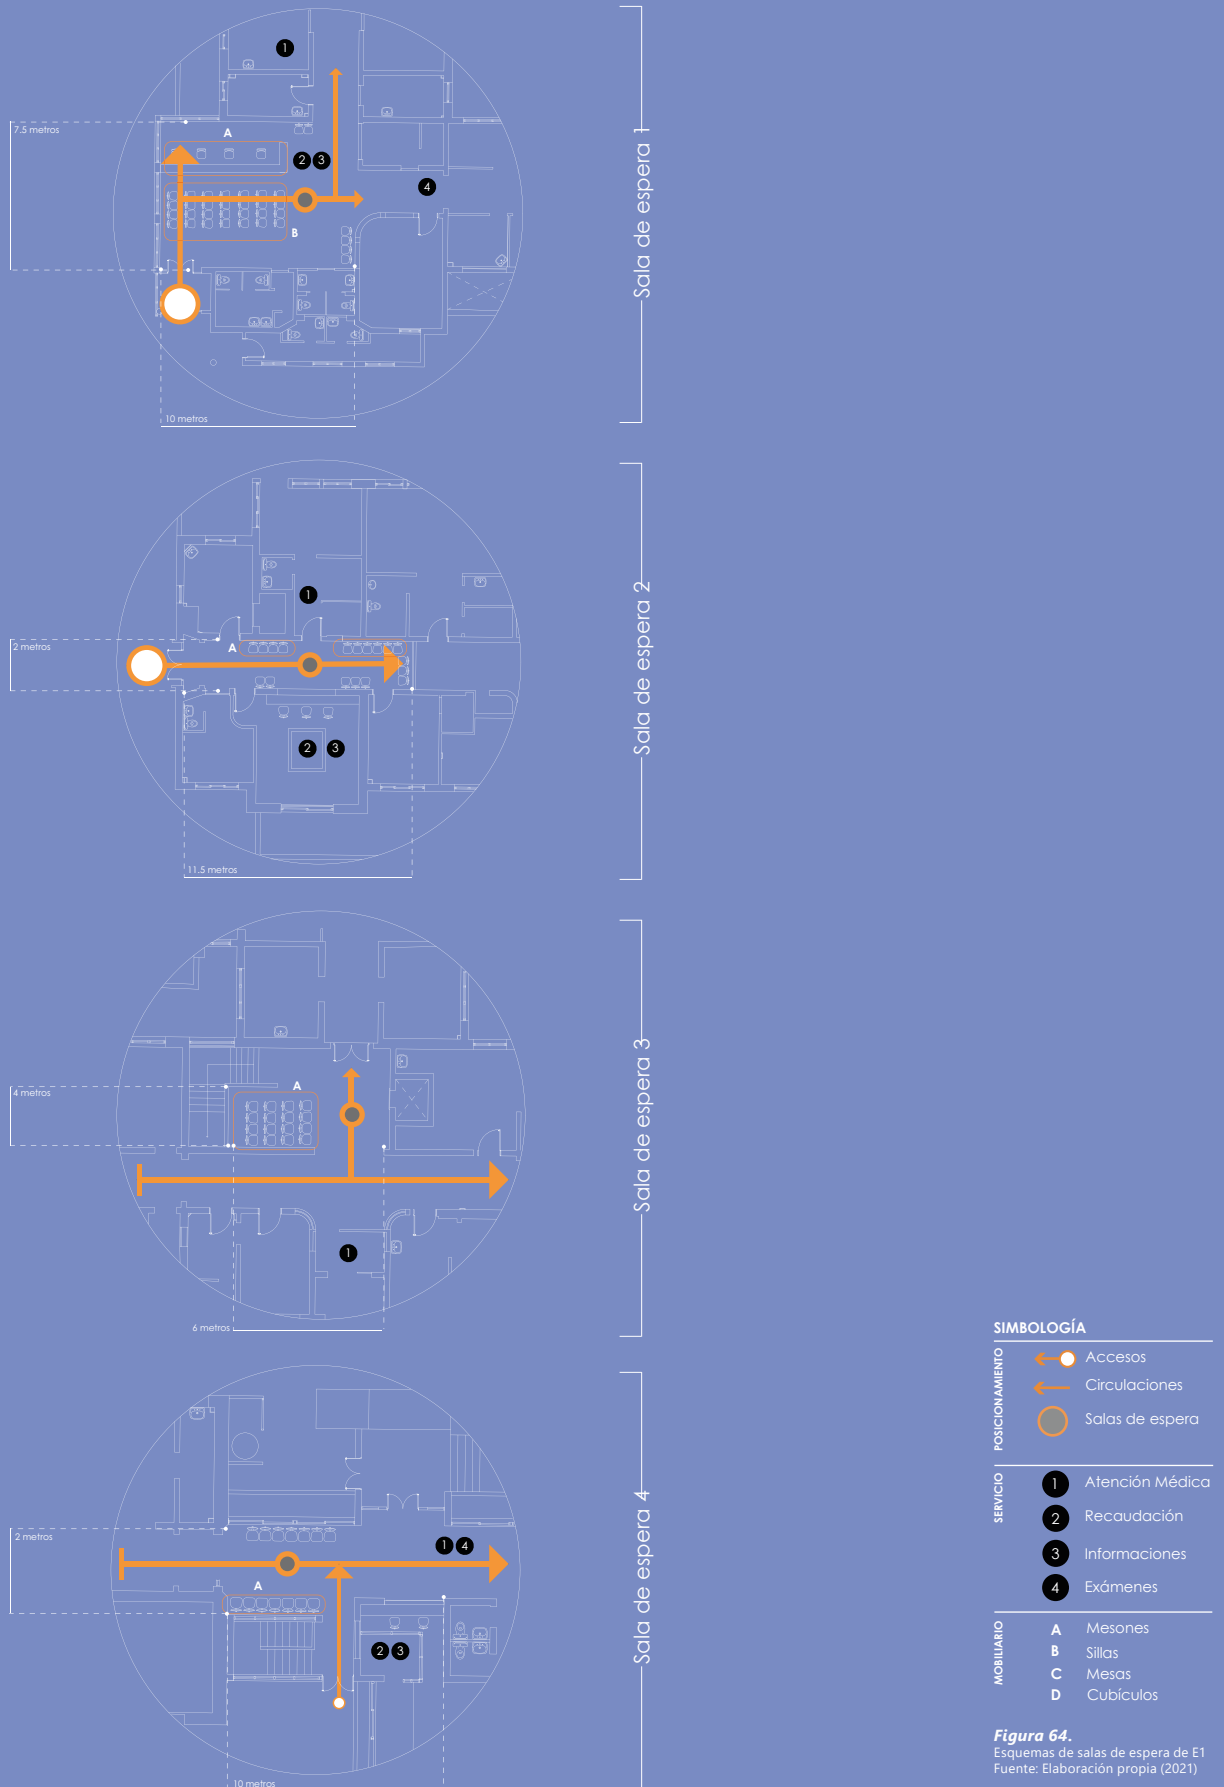 1
7.5 metros
A
2 3
4
B
10 metros
Sala de espera 1
1
2 metros
A
2 3
11.5 metros
Sala de espera 2
4 metros
A
1
6 metros
Sala de espera 3
2 metros
1 4
A
2 3
10 metros
Sala de espera 4
SIMBOLOGÍA
POSICIONAMIENTO
Accesos
Circulaciones
Salas de espera
SERVICIO
1 Atención Médica
2 Recaudación
3 Informaciones
4 Exámenes
MOBILIARIO
A Mesones
B Sillas
C Mesas
D Cubículos
Figura 64.
Esquemas de salas de espera de E1
Fuente: Elaboración propia (2021)